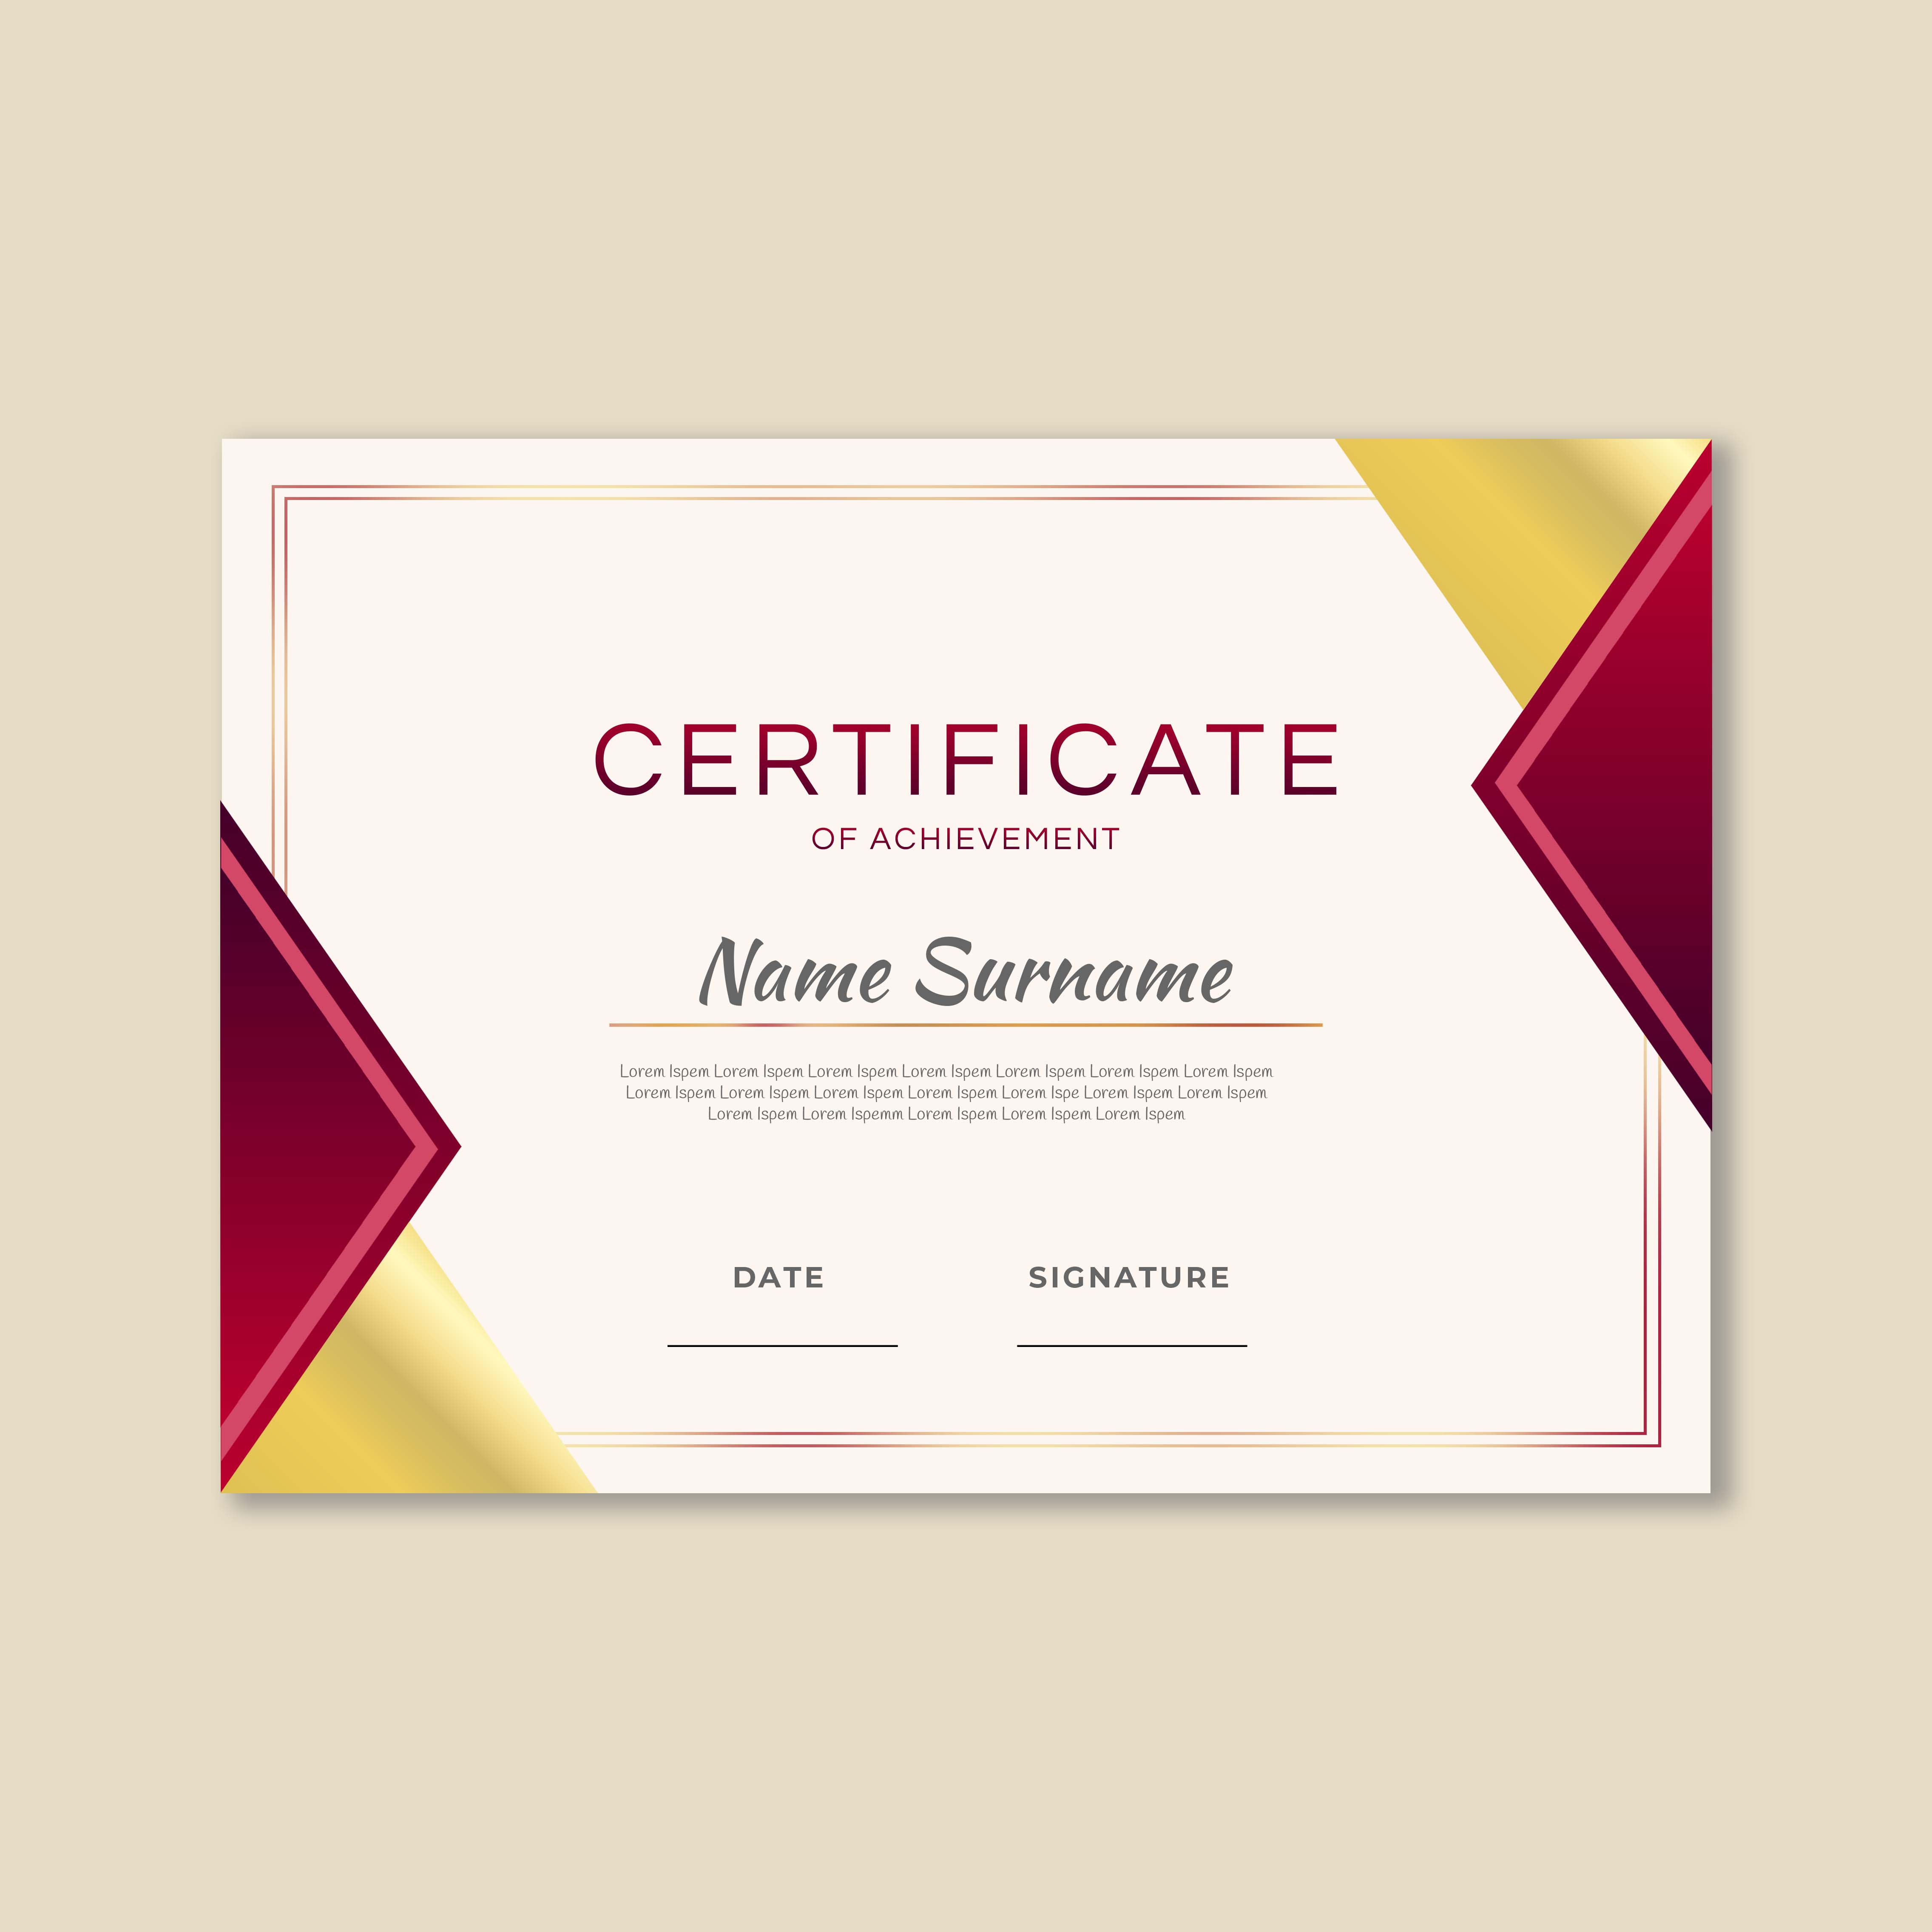 CERTIFICATE
OF ACHIEVEMENT
Name Surname
Lorem Ispem Lorem Ispem Lorem Ispem Lorem Ispem Lorem Ispem Lorem Ispem Lorem Ispem
Lorem Ispem Lorem Ispem Lorem Ispem Lorem Ispem Lorem Ispe Lorem Ispem Lorem Ispem
Lorem Ispem Lorem Ispemm Lorem Ispem Lorem Ispem Lorem Ispem
DATE SIGNATURE